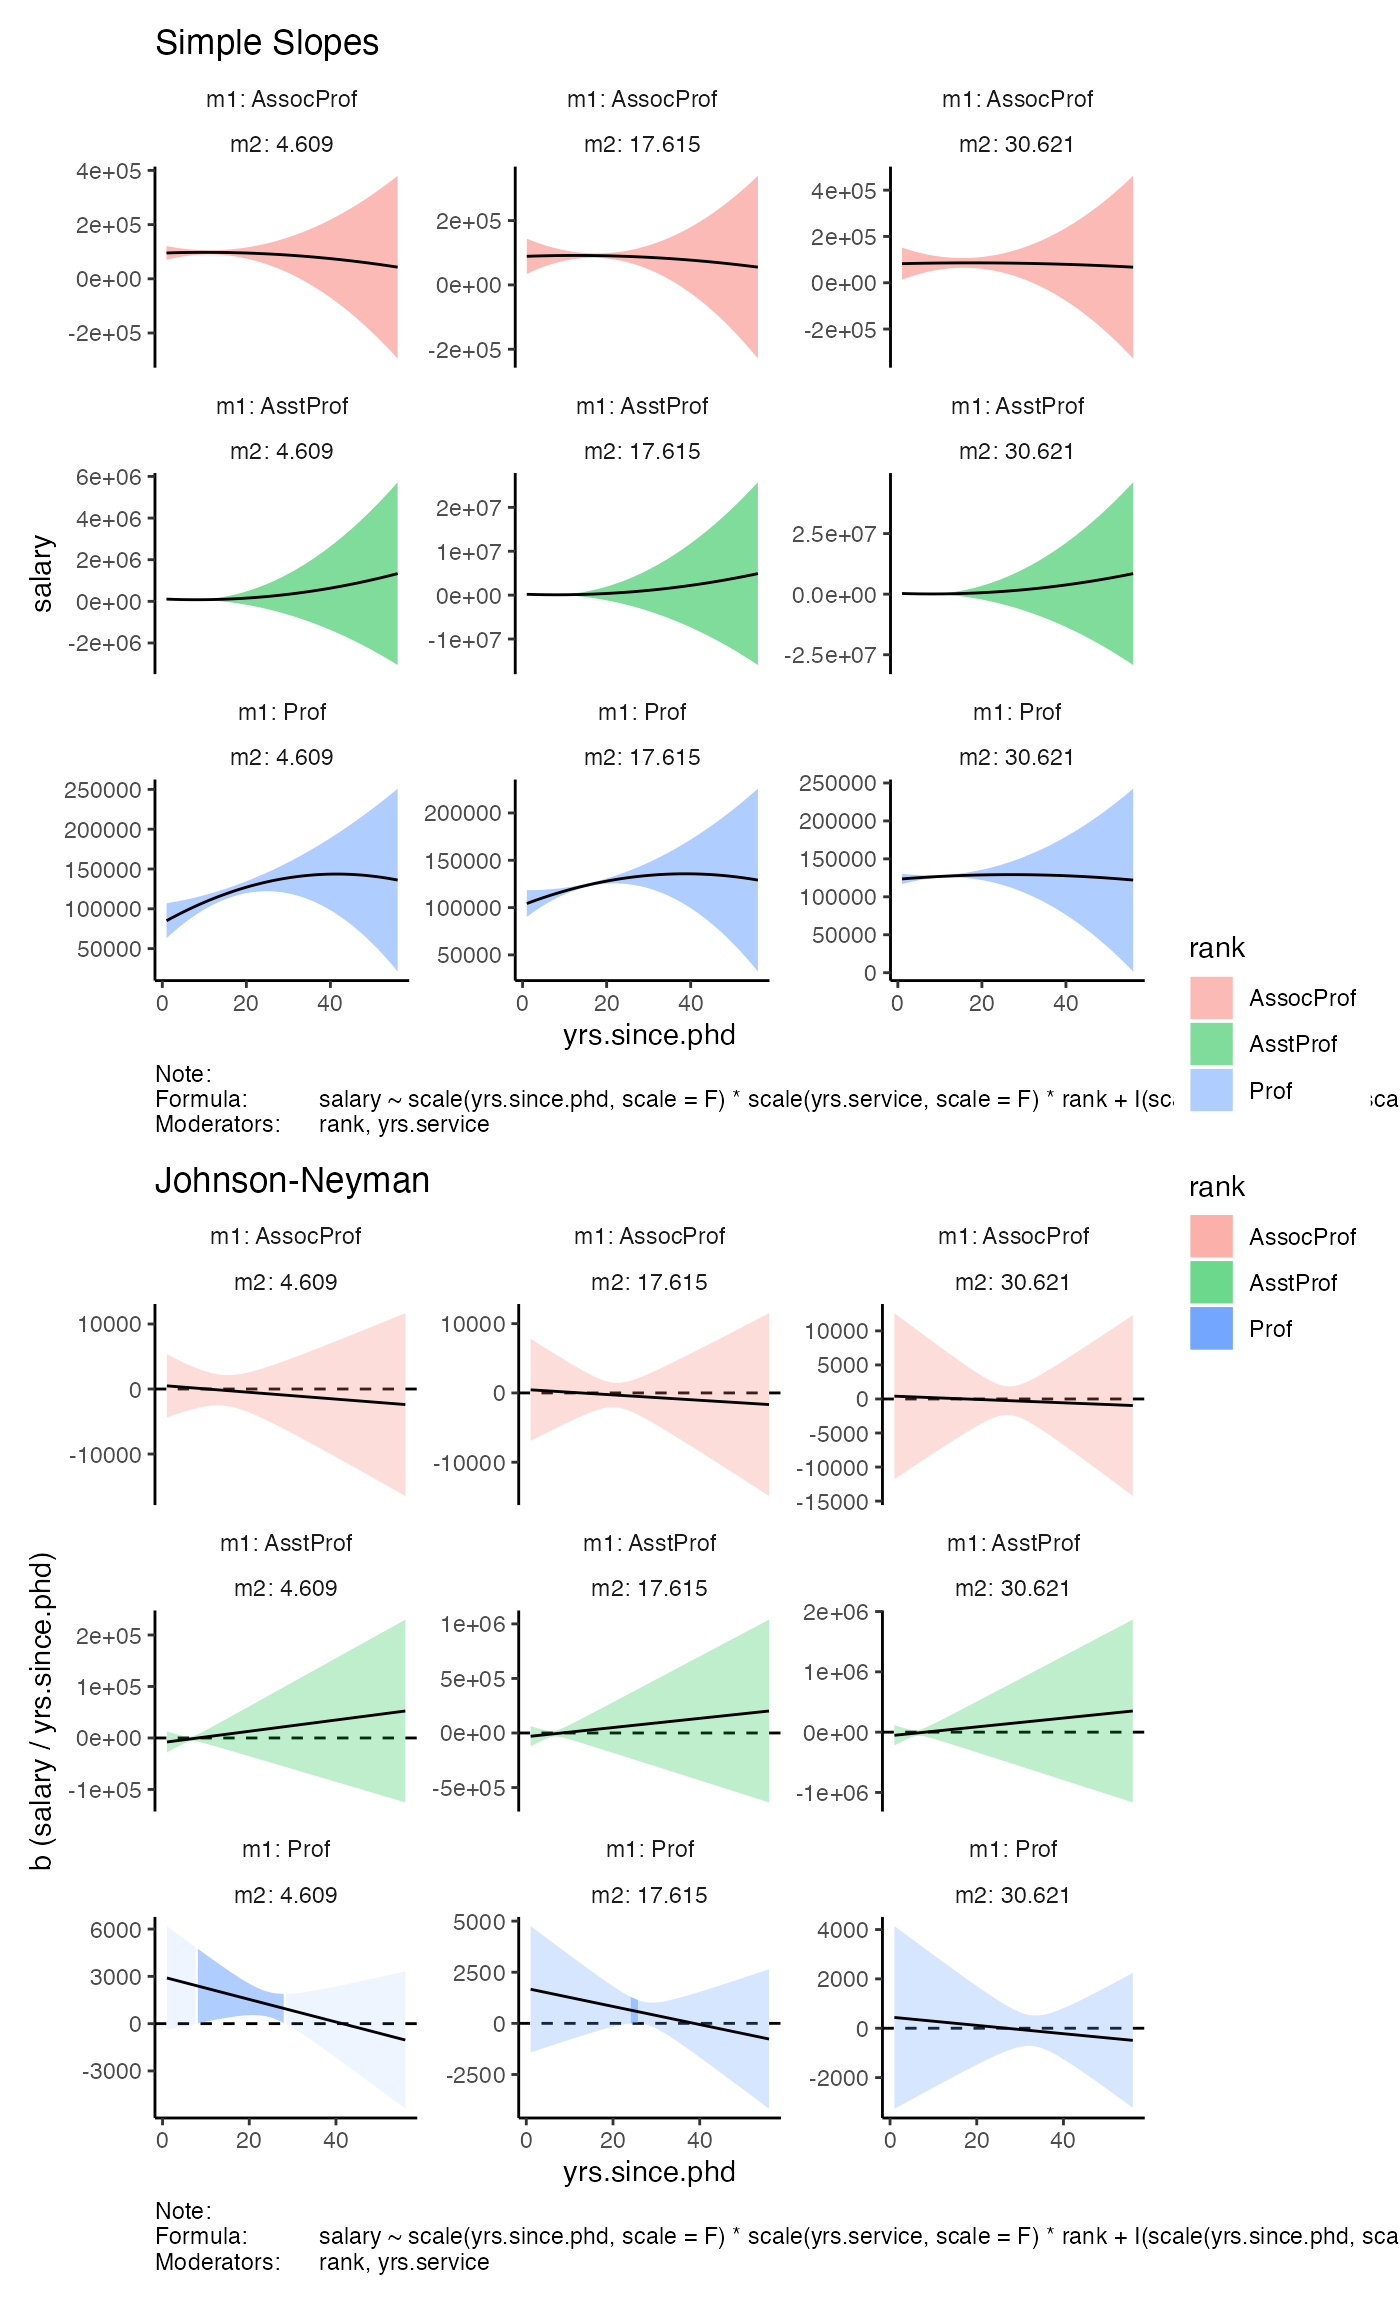 Simple Slopes
m1: AssocProf m1: AssocProf m1: AssocProf
m2: 4.609 m2: 17.615 m2: 30.621
4e+05
2e+05
0e+00
-2e+05
2e+05
0e+00
-2e+05
4e+05
2e+05
0e+00
-2e+05
m1: AsstProf m1: AsstProf m1: AsstProf
m2: 4.609 m2: 17.615 m2: 30.621
6e+06
4e+06
2e+06
0e+00
-2e+06
2e+07
1e+07
0e+00
-1e+07
2.5e+07
0.0e+00
-2.5e+07
salary
m1: Prof m1: Prof m1: Prof
m2: 4.609 m2: 17.615 m2: 30.621
250000
200000
150000
100000
50000
200000
150000
100000
50000
250000
200000
150000
100000
50000
0
0 20 40 0 20 40 0 20 40
yrs.since.phd
rank
AssocProf
AsstProf
Prof
Note:
Formula: salary ~ scale(yrs.since.phd, scale = F) * scale(yrs.service, scale = F) * rank + I(sca
Moderators: rank, yrs.service
Johnson-Neyman
rank
AssocProf
AsstProf
Prof
m1: AssocProf m1: AssocProf m1: AssocProf
m2: 4.609 m2: 17.615 m2: 30.621
10000
0
-10000
10000
0
-10000
10000
5000
0
-5000
-10000
-15000
m1: AsstProf m1: AsstProf m1: AsstProf
m2: 4.609 m2: 17.615 m2: 30.621
2e+05
1e+05
0e+00
-1e+05
1e+06
5e+05
0e+00
-5e+05
2e+06
1e+06
0e+00
-1e+06
b (salary / yrs.since.phd)
m1: Prof m1: Prof m1: Prof
m2: 4.609 m2: 17.615 m2: 30.621
6000
3000
0
-3000
5000
2500
0
-2500
4000
2000
0
-2000
0 20 40 0 20 40 0 20 40
yrs.since.phd
Note:
Formula: salary ~ scale(yrs.since.phd, scale = F) * scale(yrs.service, scale = F) * rank + I(scale(yrs.since.phd, sca
Moderators: rank, yrs.service